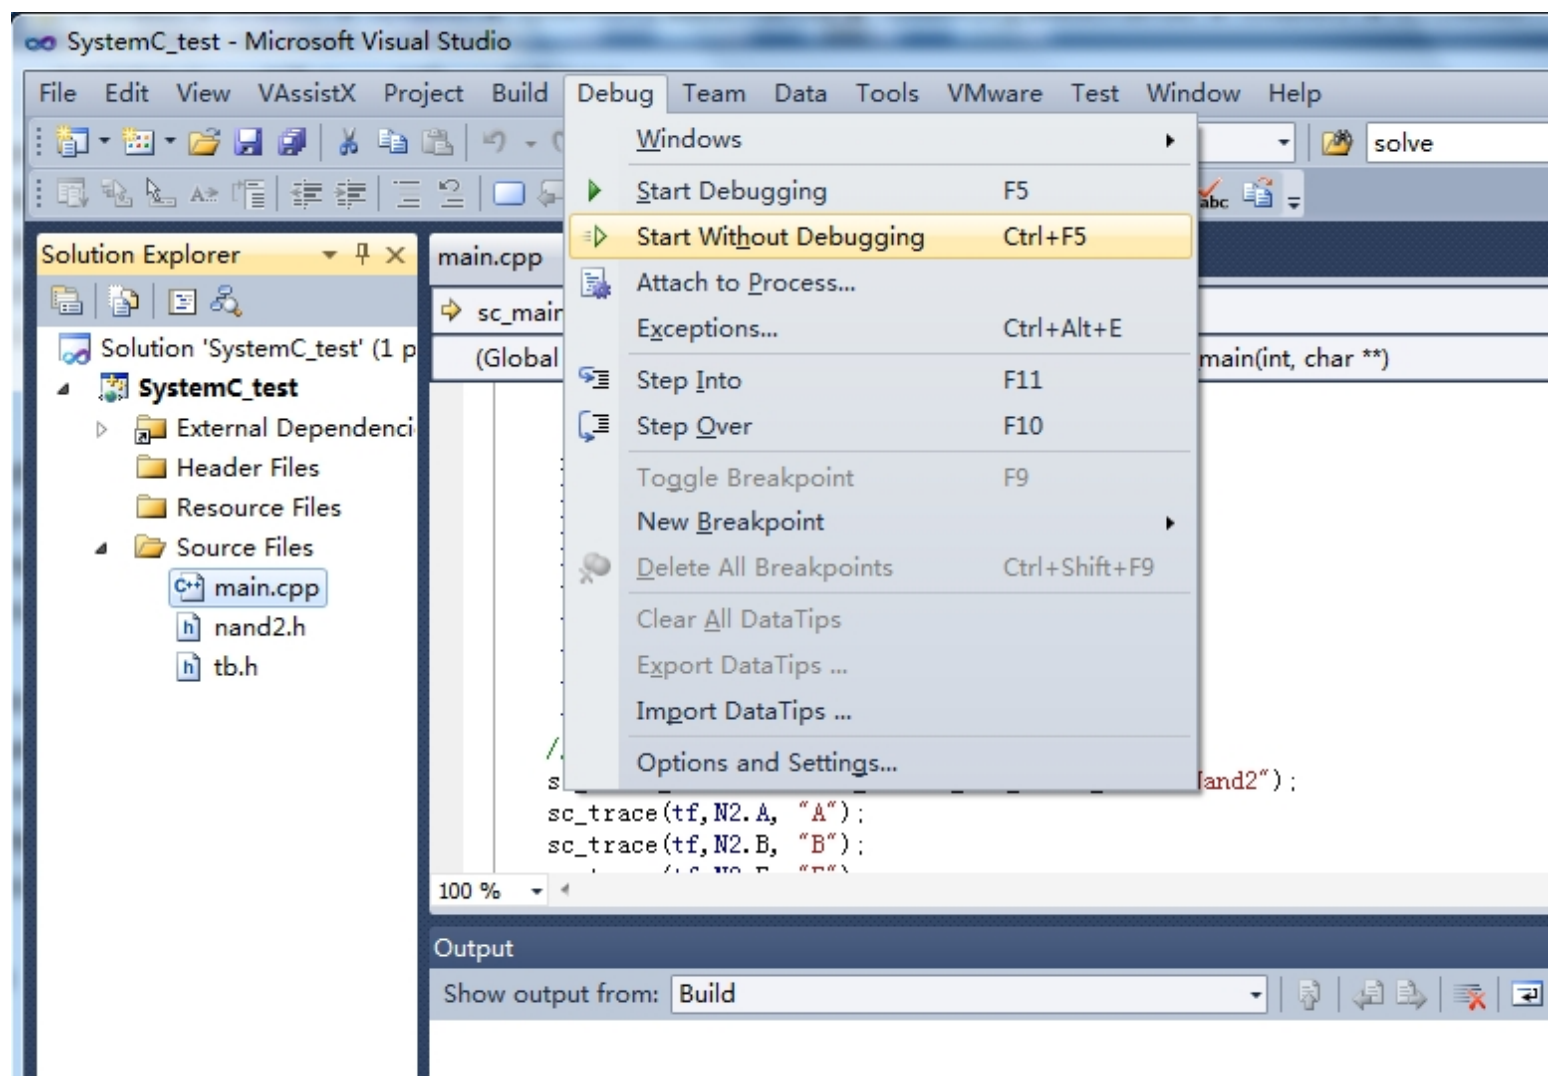 SystemC_test - Microsoft Visual Studio
File Edit View VAssistX Project Build Debug Team Data Tools VMware Test Window Help
solve
abc
Windows
Start Debugging F5
Start Without Debugging Ctrl+F5
Attach to Process...
Exceptions... Ctrl+Alt+E
Step Into F11
Step Over F10
Toggle Breakpoint F9
New Breakpoint
Delete All Breakpoints Ctrl+Shift+F9
Clear All DataTips
Export DataTips ...
Import DataTips ...
Options and Settings...
Solution Explorer
Solution 'SystemC_test' (1 p
SystemC_test
External Dependenci
Header Files
Resource Files
Source Files
main.cpp
nand2.h
tb.h
main.cpp
sc_main
(Global main(int, char **)
and2");
sc_trace(tf,N2.A, "A");
sc_trace(tf,N2.B, "B");
100 %
Output
Show output from: Build